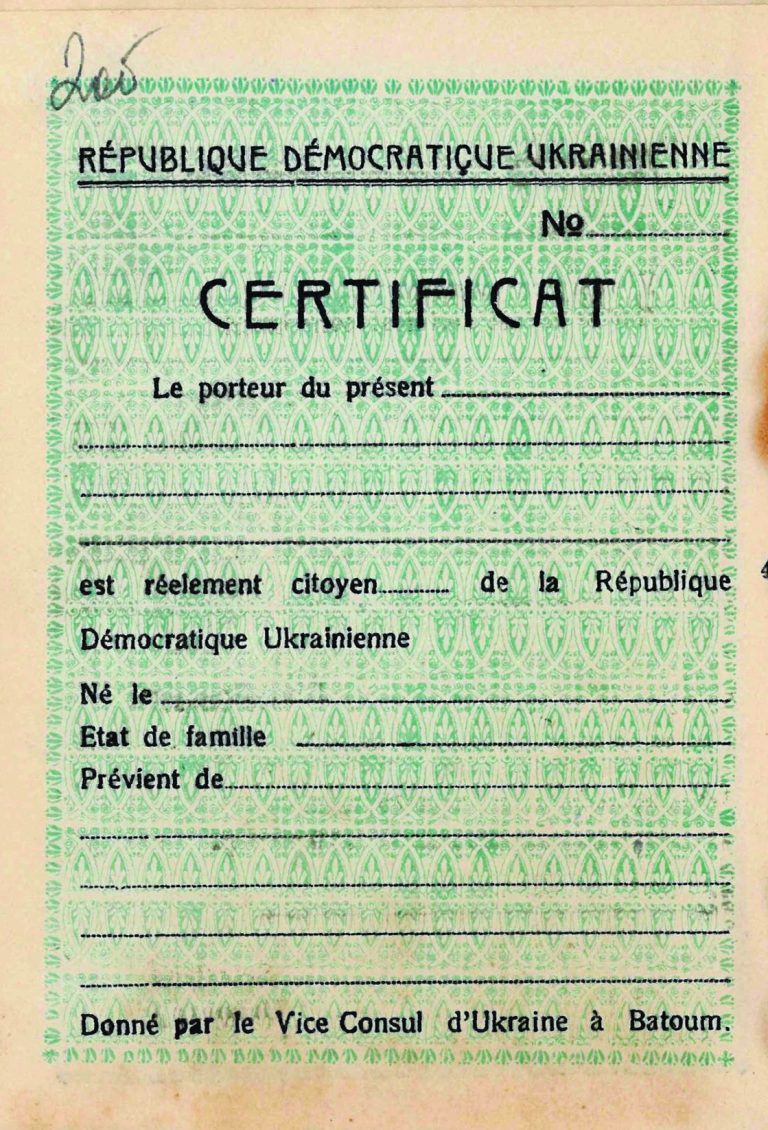 RÉPUBLIQUE DÉMOCRATIQUE UKRAINIENNE
No
CERTIFICAT
Le porteur du présent
est réelement citoyen............ de la République
Démocratique Ukrainienne
Né le
Etat de famille
Prévient de
Donné par le Vice Consul d'Ukraine à Batoum.